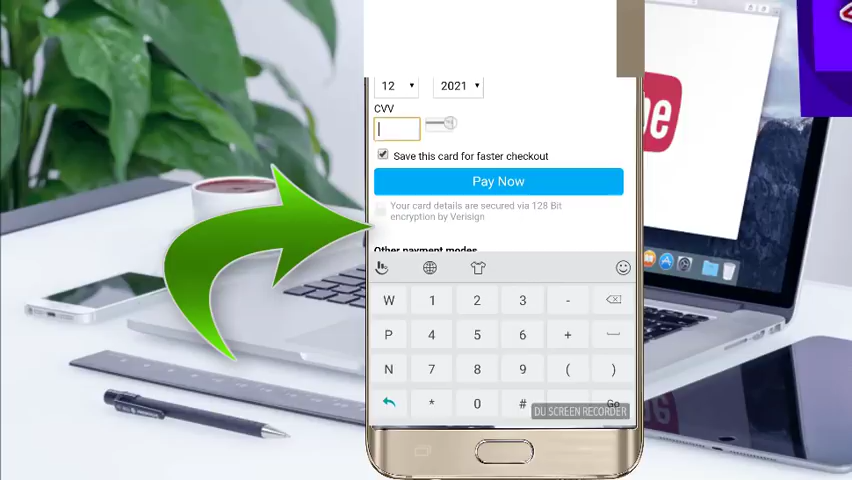 12 2021
CVV
Save this card for faster checkout
Pay Now
Your card details are secured via 128 Bit
encryption by Verisign
Other payment modes
W 1 2 3 -
P 4 5 6 +
N 7 8 9 ( )
* 0 # Go
DU SCREEN RECORDER
be